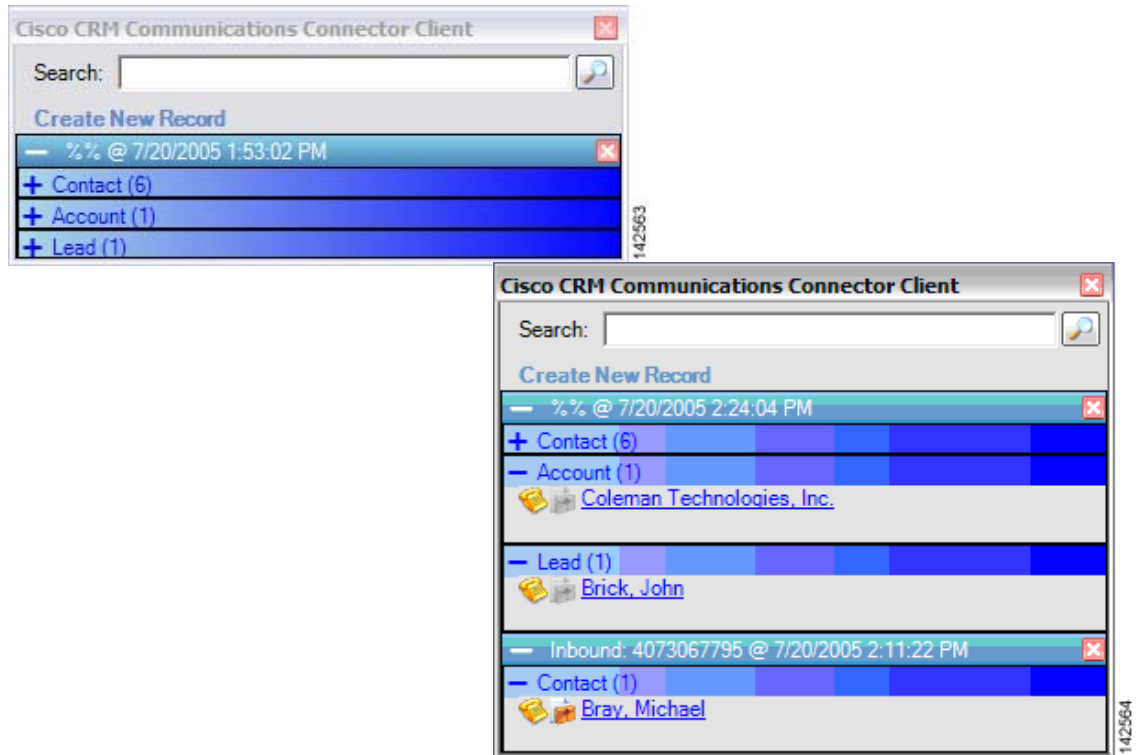 Cisco CRM Communications Connector Client
Search:
Create New Record
%% @ 7/20/2005 1:53:02 PM
Contact (6)
Account (1)
Lead (1)
142563
Cisco CRM Communications Connector Client
Search:
Create New Record
%% @ 7/20/2005 2:24:04 PM
Contact (6)
Account (1)
Coleman Technologies, Inc.
Lead (1)
Brick, John
Inbound: 4073067795 @ 7/20/2005 2:11:22 PM
Contact (1)
Bray, Michael
142564